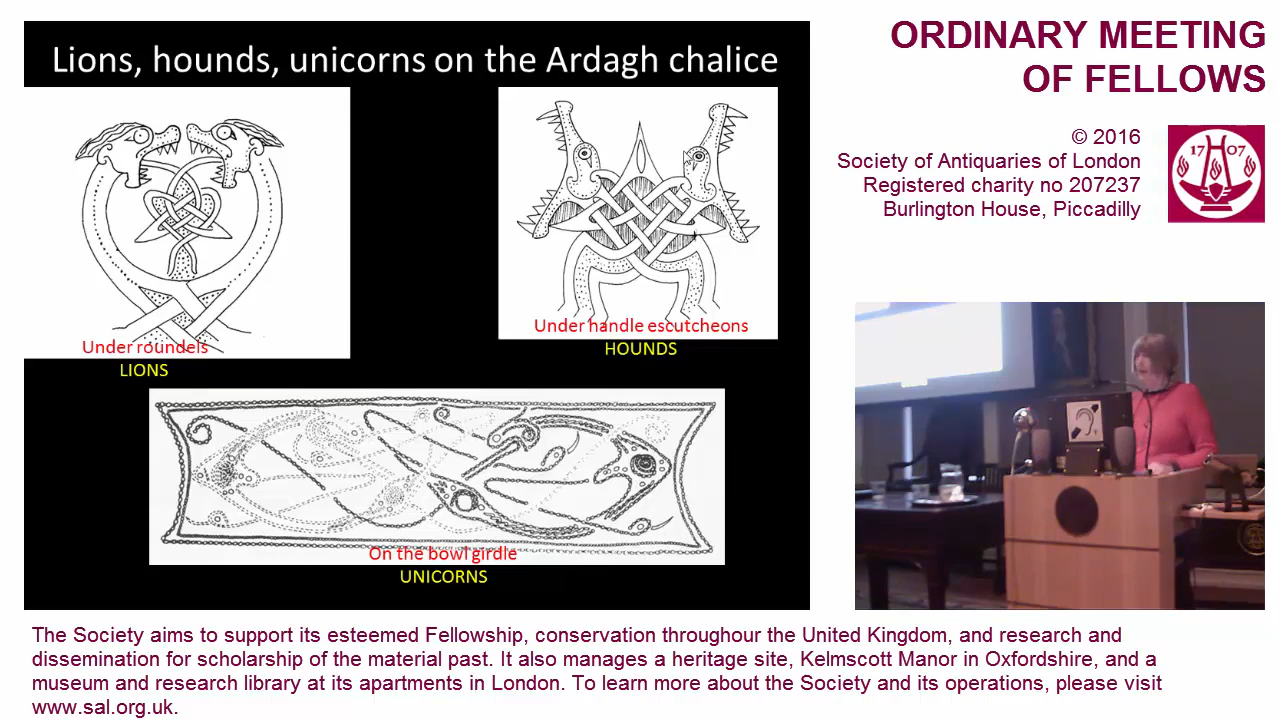 Lions, hounds, unicorns on the Ardagh chalice
Under roundels
LIONS
Under handle escutcheons
HOUNDS
On the bowl girdle
UNICORNS
ORDINARY MEETING
OF FELLOWS
© 2016
Society of Antiquaries of London
Registered charity no 207237
Burlington House, Piccadilly
17 07
The Society aims to support its esteemed Fellowship, conservation throughour the United Kingdom, and research and
dissemination for scholarship of the material past. It also manages a heritage site, Kelmscott Manor in Oxfordshire, and a
museum and research library at its apartments in London. To learn more about the Society and its operations, please visit
www.sal.org.uk.